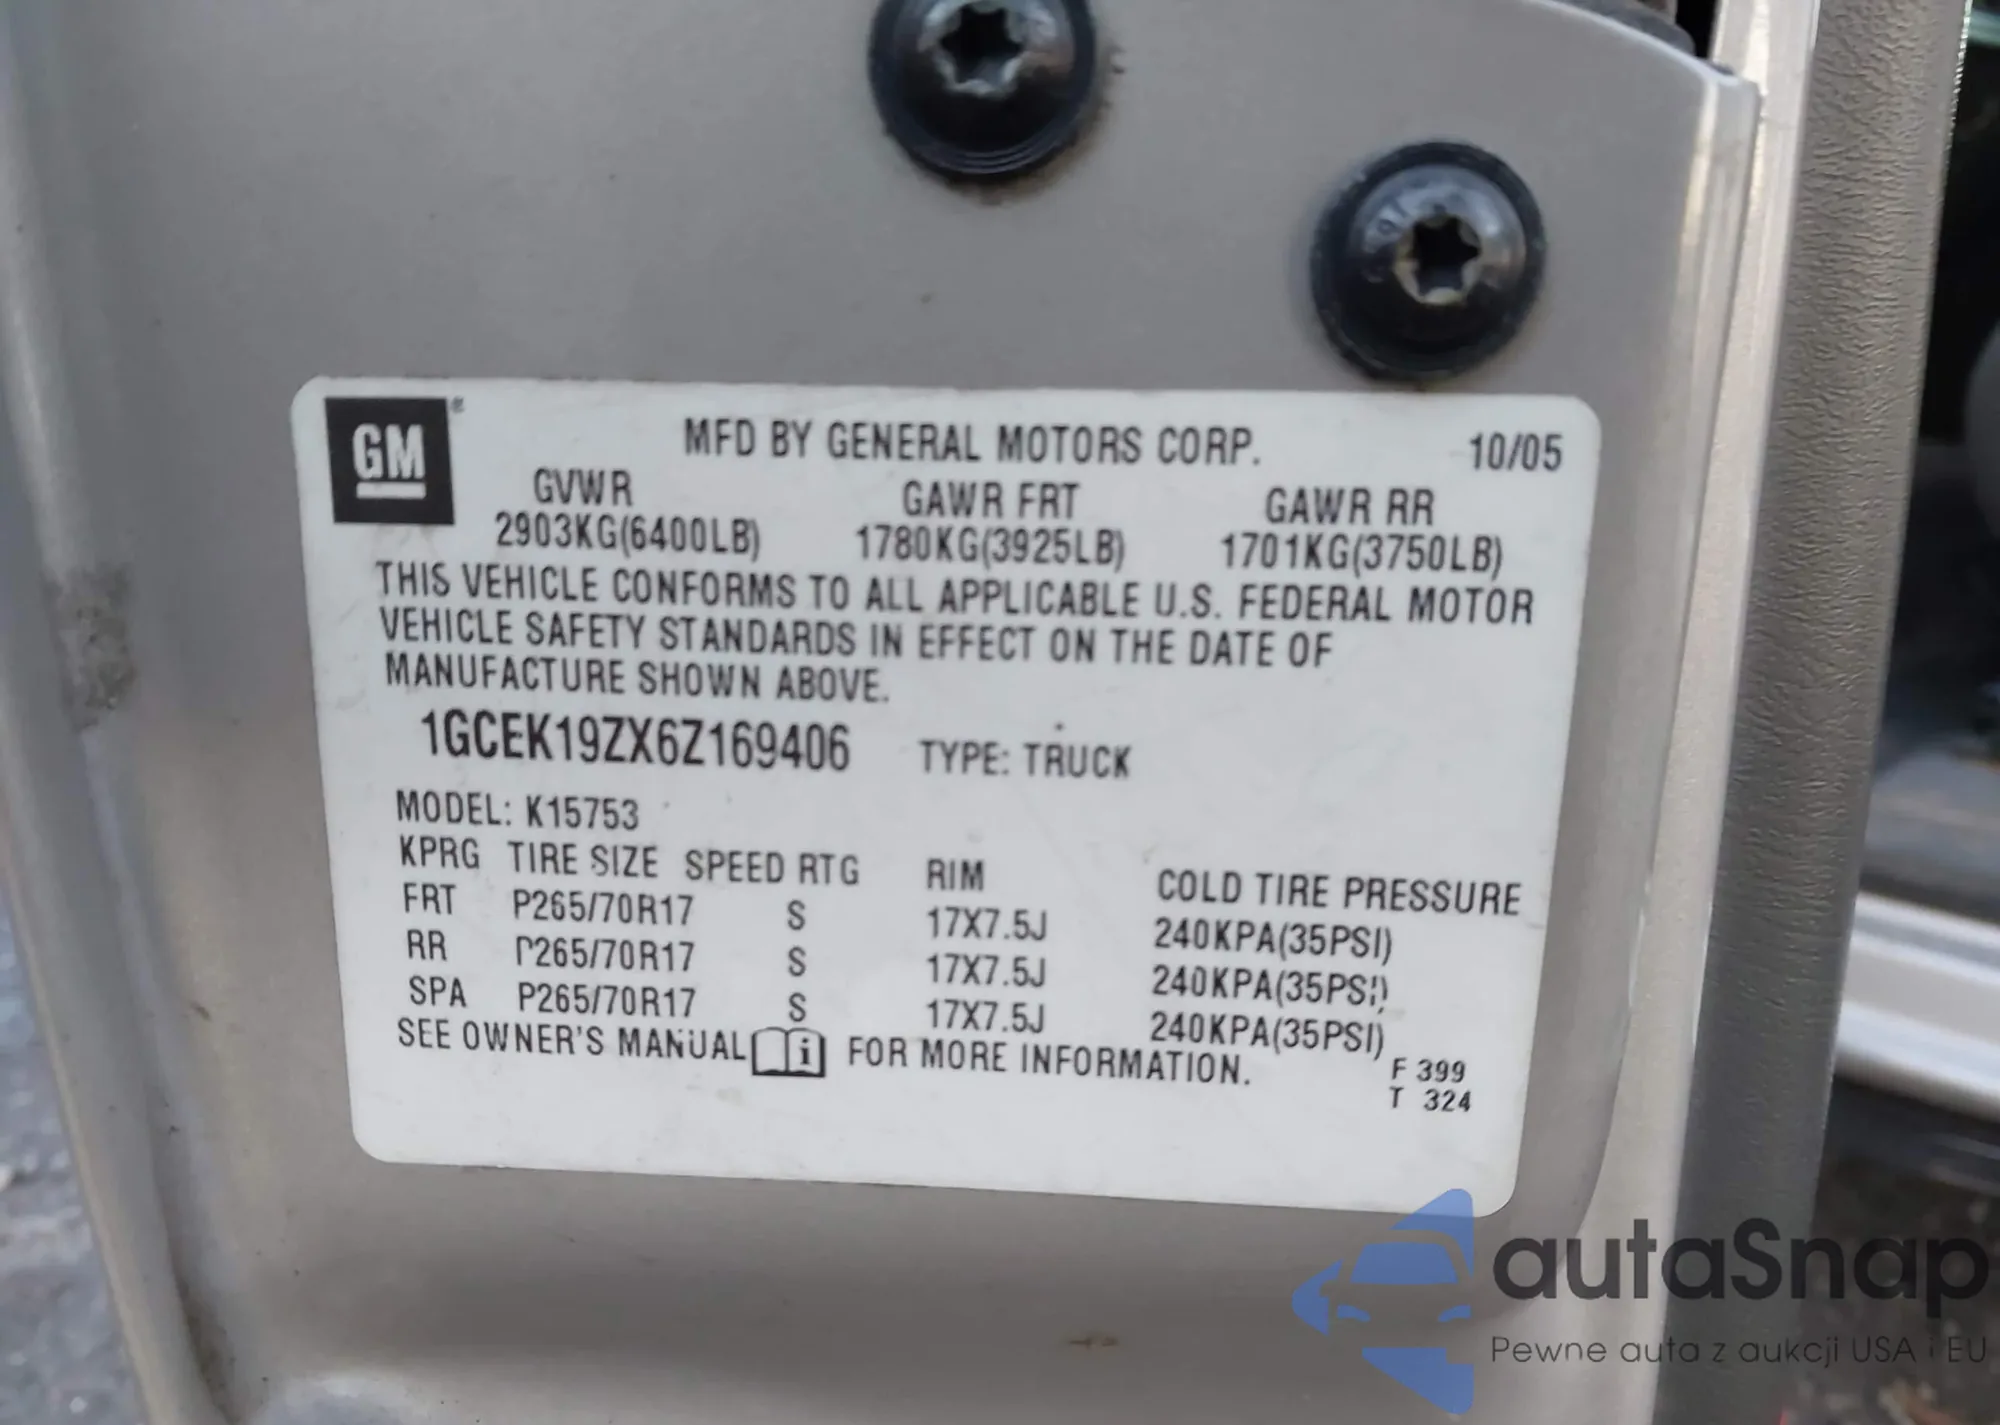 GM®
MFD BY GENERAL MOTORS CORP. 10/05
GVWR GAWR FRT GAWR RR
2903KG(6400LB) 1780KG(3925LB) 1701KG(3750LB)
THIS VEHICLE CONFORMS TO ALL APPLICABLE U.S. FEDERAL MOTOR
VEHICLE SAFETY STANDARDS IN EFFECT ON THE DATE OF
MANUFACTURE SHOWN ABOVE.
1GCEK19ZX6Z169406 TYPE: TRUCK
MODEL: K15753
KPRG TIRE SIZE SPEED RTG RIM COLD TIRE PRESSURE
FRT P265/70R17 S 17X7.5J 240KPA(35PSI)
RR P265/70R17 S 17X7.5J 240KPA(35PSI)
SPA P265/70R17 S 17X7.5J 240KPA(35PSI)
SEE OWNER'S MANUAL i FOR MORE INFORMATION.
F 399
T 324
autaSnap
Pewne auta z aukcji USA i EU